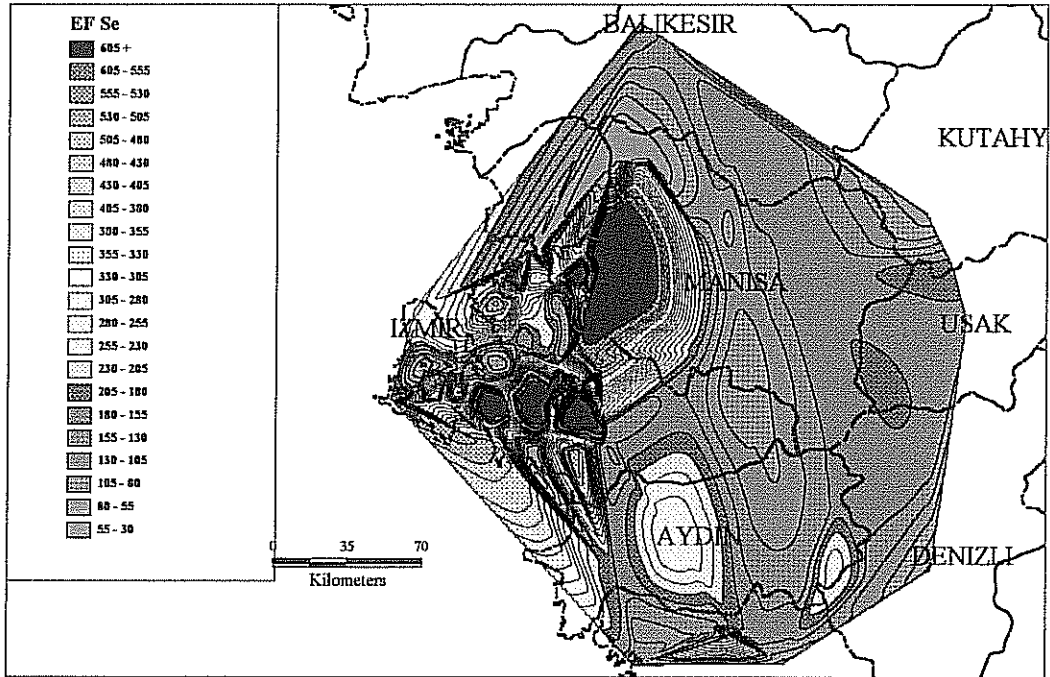 EF Se
605 +
605 - 555
555 - 530
530 - 505
505 - 480
480 - 430
430 - 405
405 - 380
380 - 355
355 - 330
330 - 305
305 - 280
280 - 255
255 - 230
230 - 205
205 - 180
180 - 155
155 - 130
130 - 105
105 - 80
80 - 55
55 - 30
BALIKESIR
KUTAHY
MANISA
IZMIR
USAK
AYDIN
DENIZLI
0 35 70
Kilometers